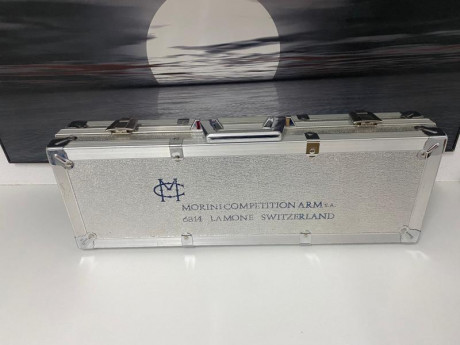 MC
MORINI COMPETITION ARM S.A.
6814 LAMONE SWITZERLAND